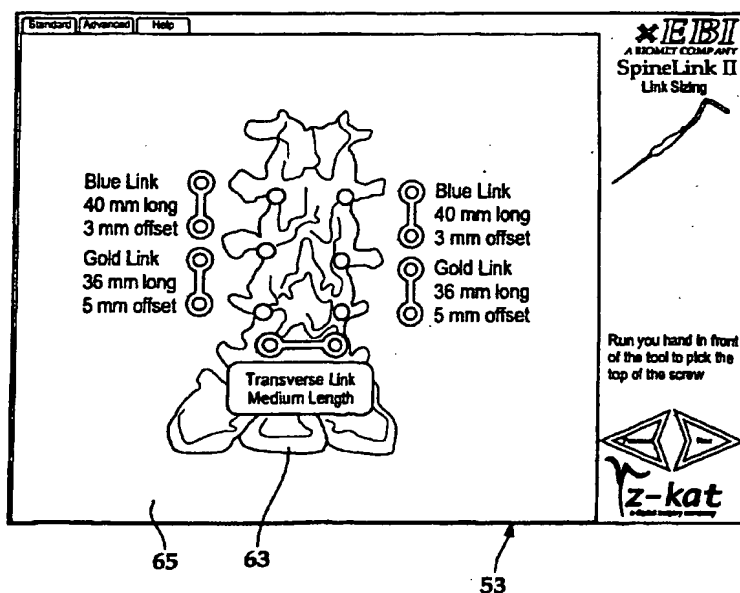 Standard Advanced Help
EBI
A BIOMET COMPANY
SpineLink II
Link Sizing
Blue Link
40 mm long
3 mm offset
Gold Link
36 mm long
5 mm offset
Blue Link
40 mm long
3 mm offset
Gold Link
36 mm long
5 mm offset
Transverse Link
Medium Length
Run you hand in front
of the tool to pick the
top of the screw
z-kat
a digital surgery company
65
63
53